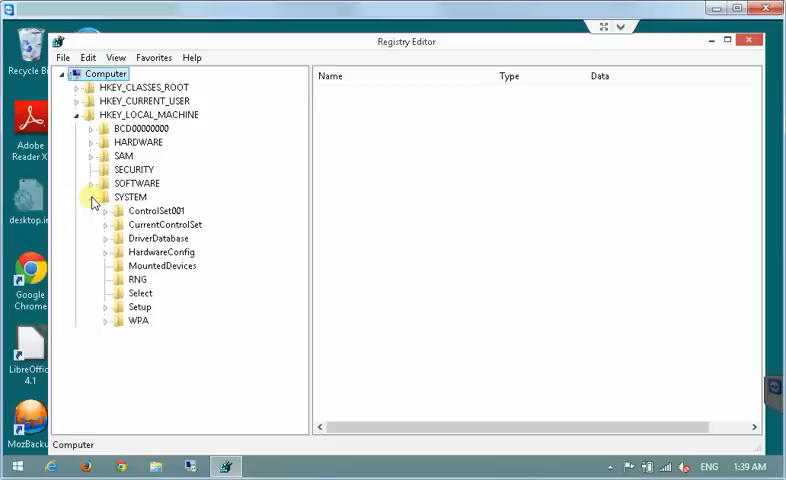 Recycle Bi
Adobe
Reader X
desktop.in
Google
Chrome
LibreOffic
4.1
MozBacku
Registry Editor
File Edit View Favorites Help
Computer
HKEY_CLASSES_ROOT
HKEY_CURRENT_USER
HKEY_LOCAL_MACHINE
BCD00000000
HARDWARE
SAM
SECURITY
SOFTWARE
SYSTEM
ControlSet001
CurrentControlSet
DriverDatabase
HardwareConfig
MountedDevices
RNG
Select
Setup
WPA
Name Type Data
Computer
ENG 1:39 AM